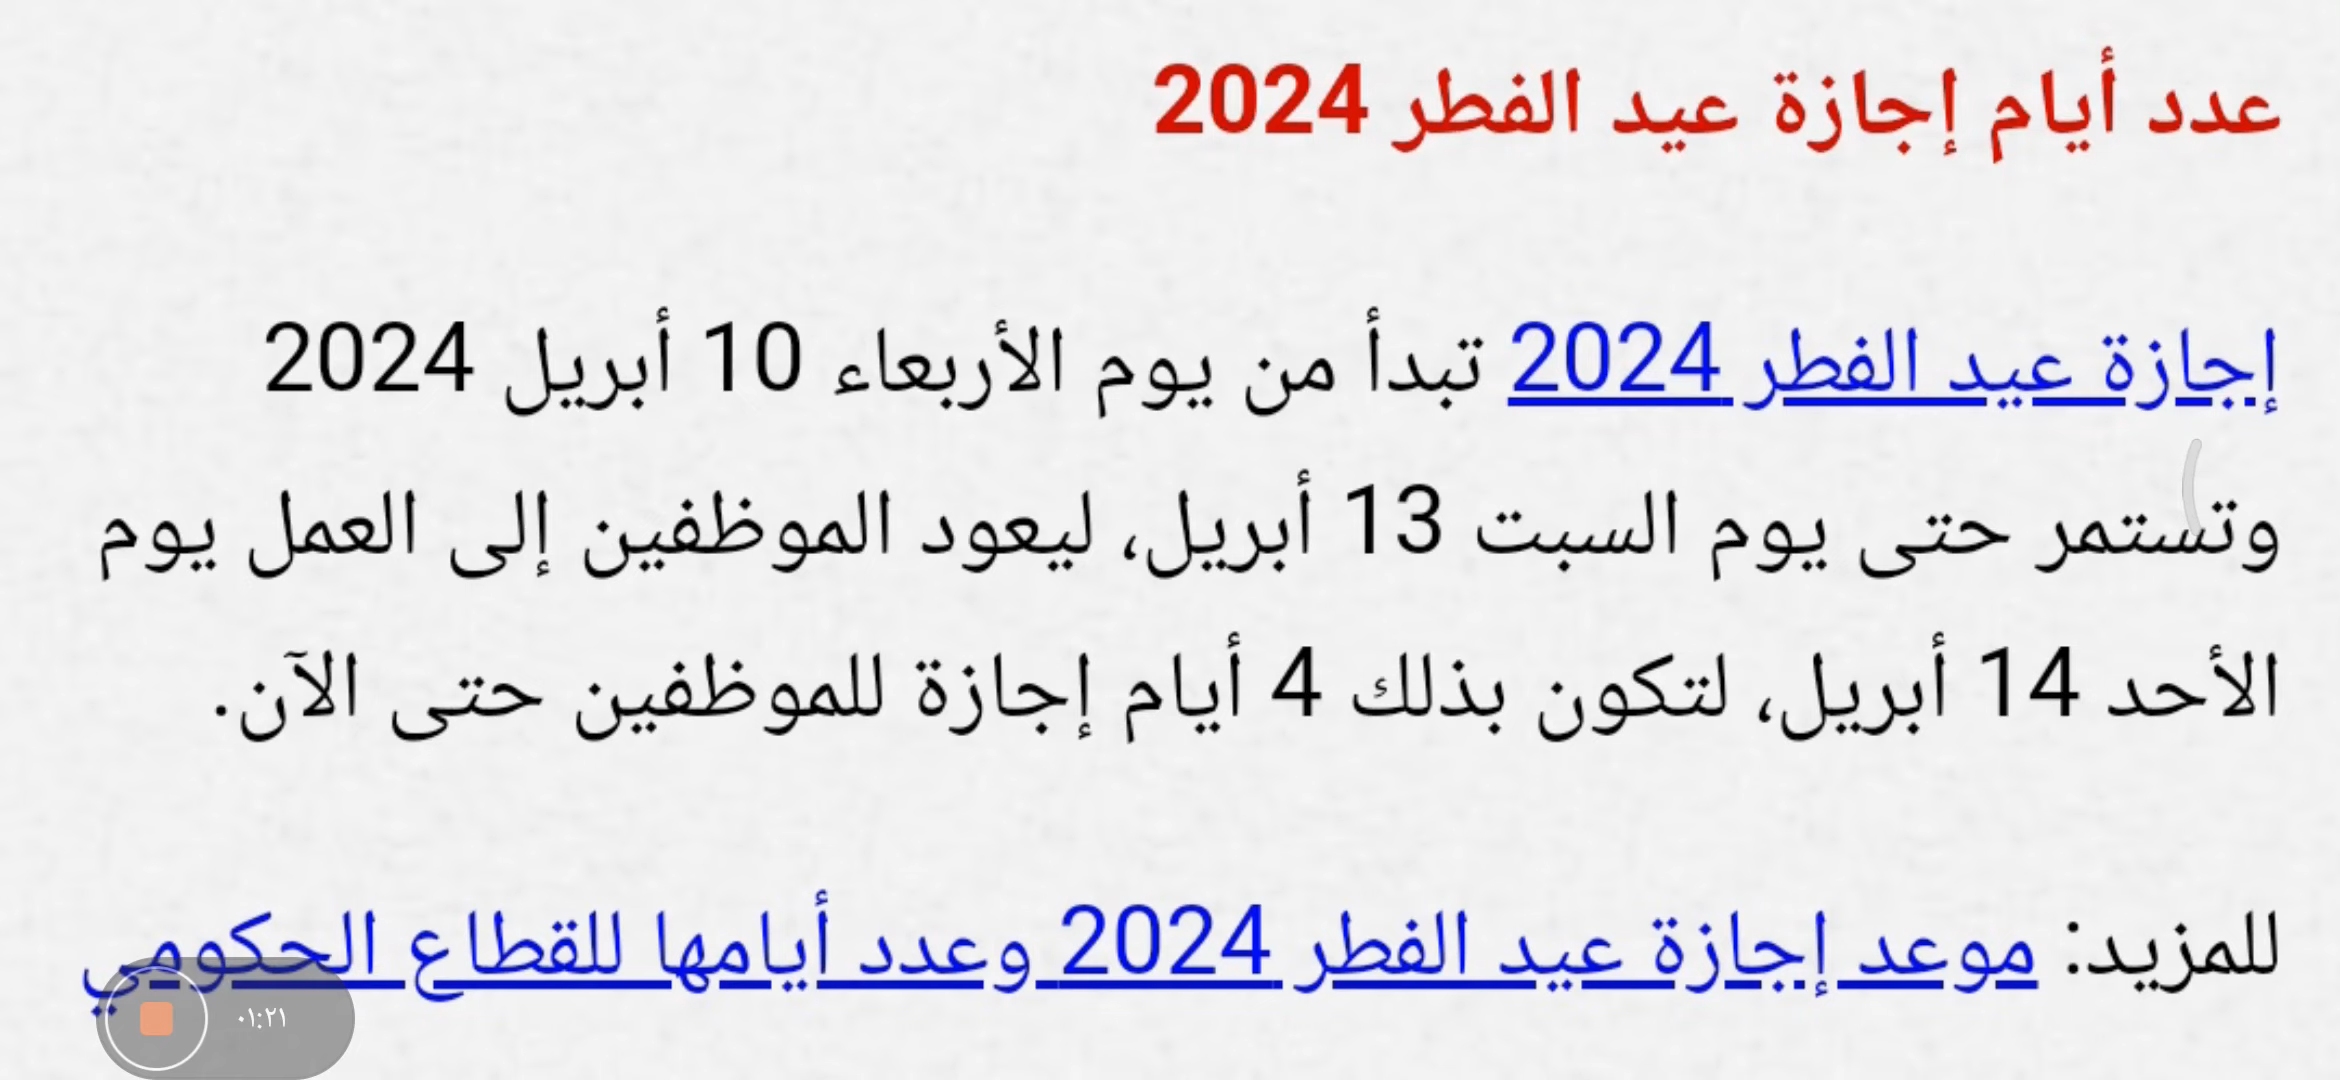 عدد أيام إجازة عيد الفطر 2024
إجازة عيد الفطر 2024 تبدأ من يوم الأربعاء 10 أبريل 2024
وتستمر حتى يوم السبت 13 أبريل، ليعود الموظفين إلى العمل يوم
الأحد 14 أبريل، لتكون بذلك 4 أيام إجازة للموظفين حتى الآن.
للمزيد: موعد إجازة عيد الفطر 2024 وعدد أيامها للقطاع الحكومي
٠١:٢١